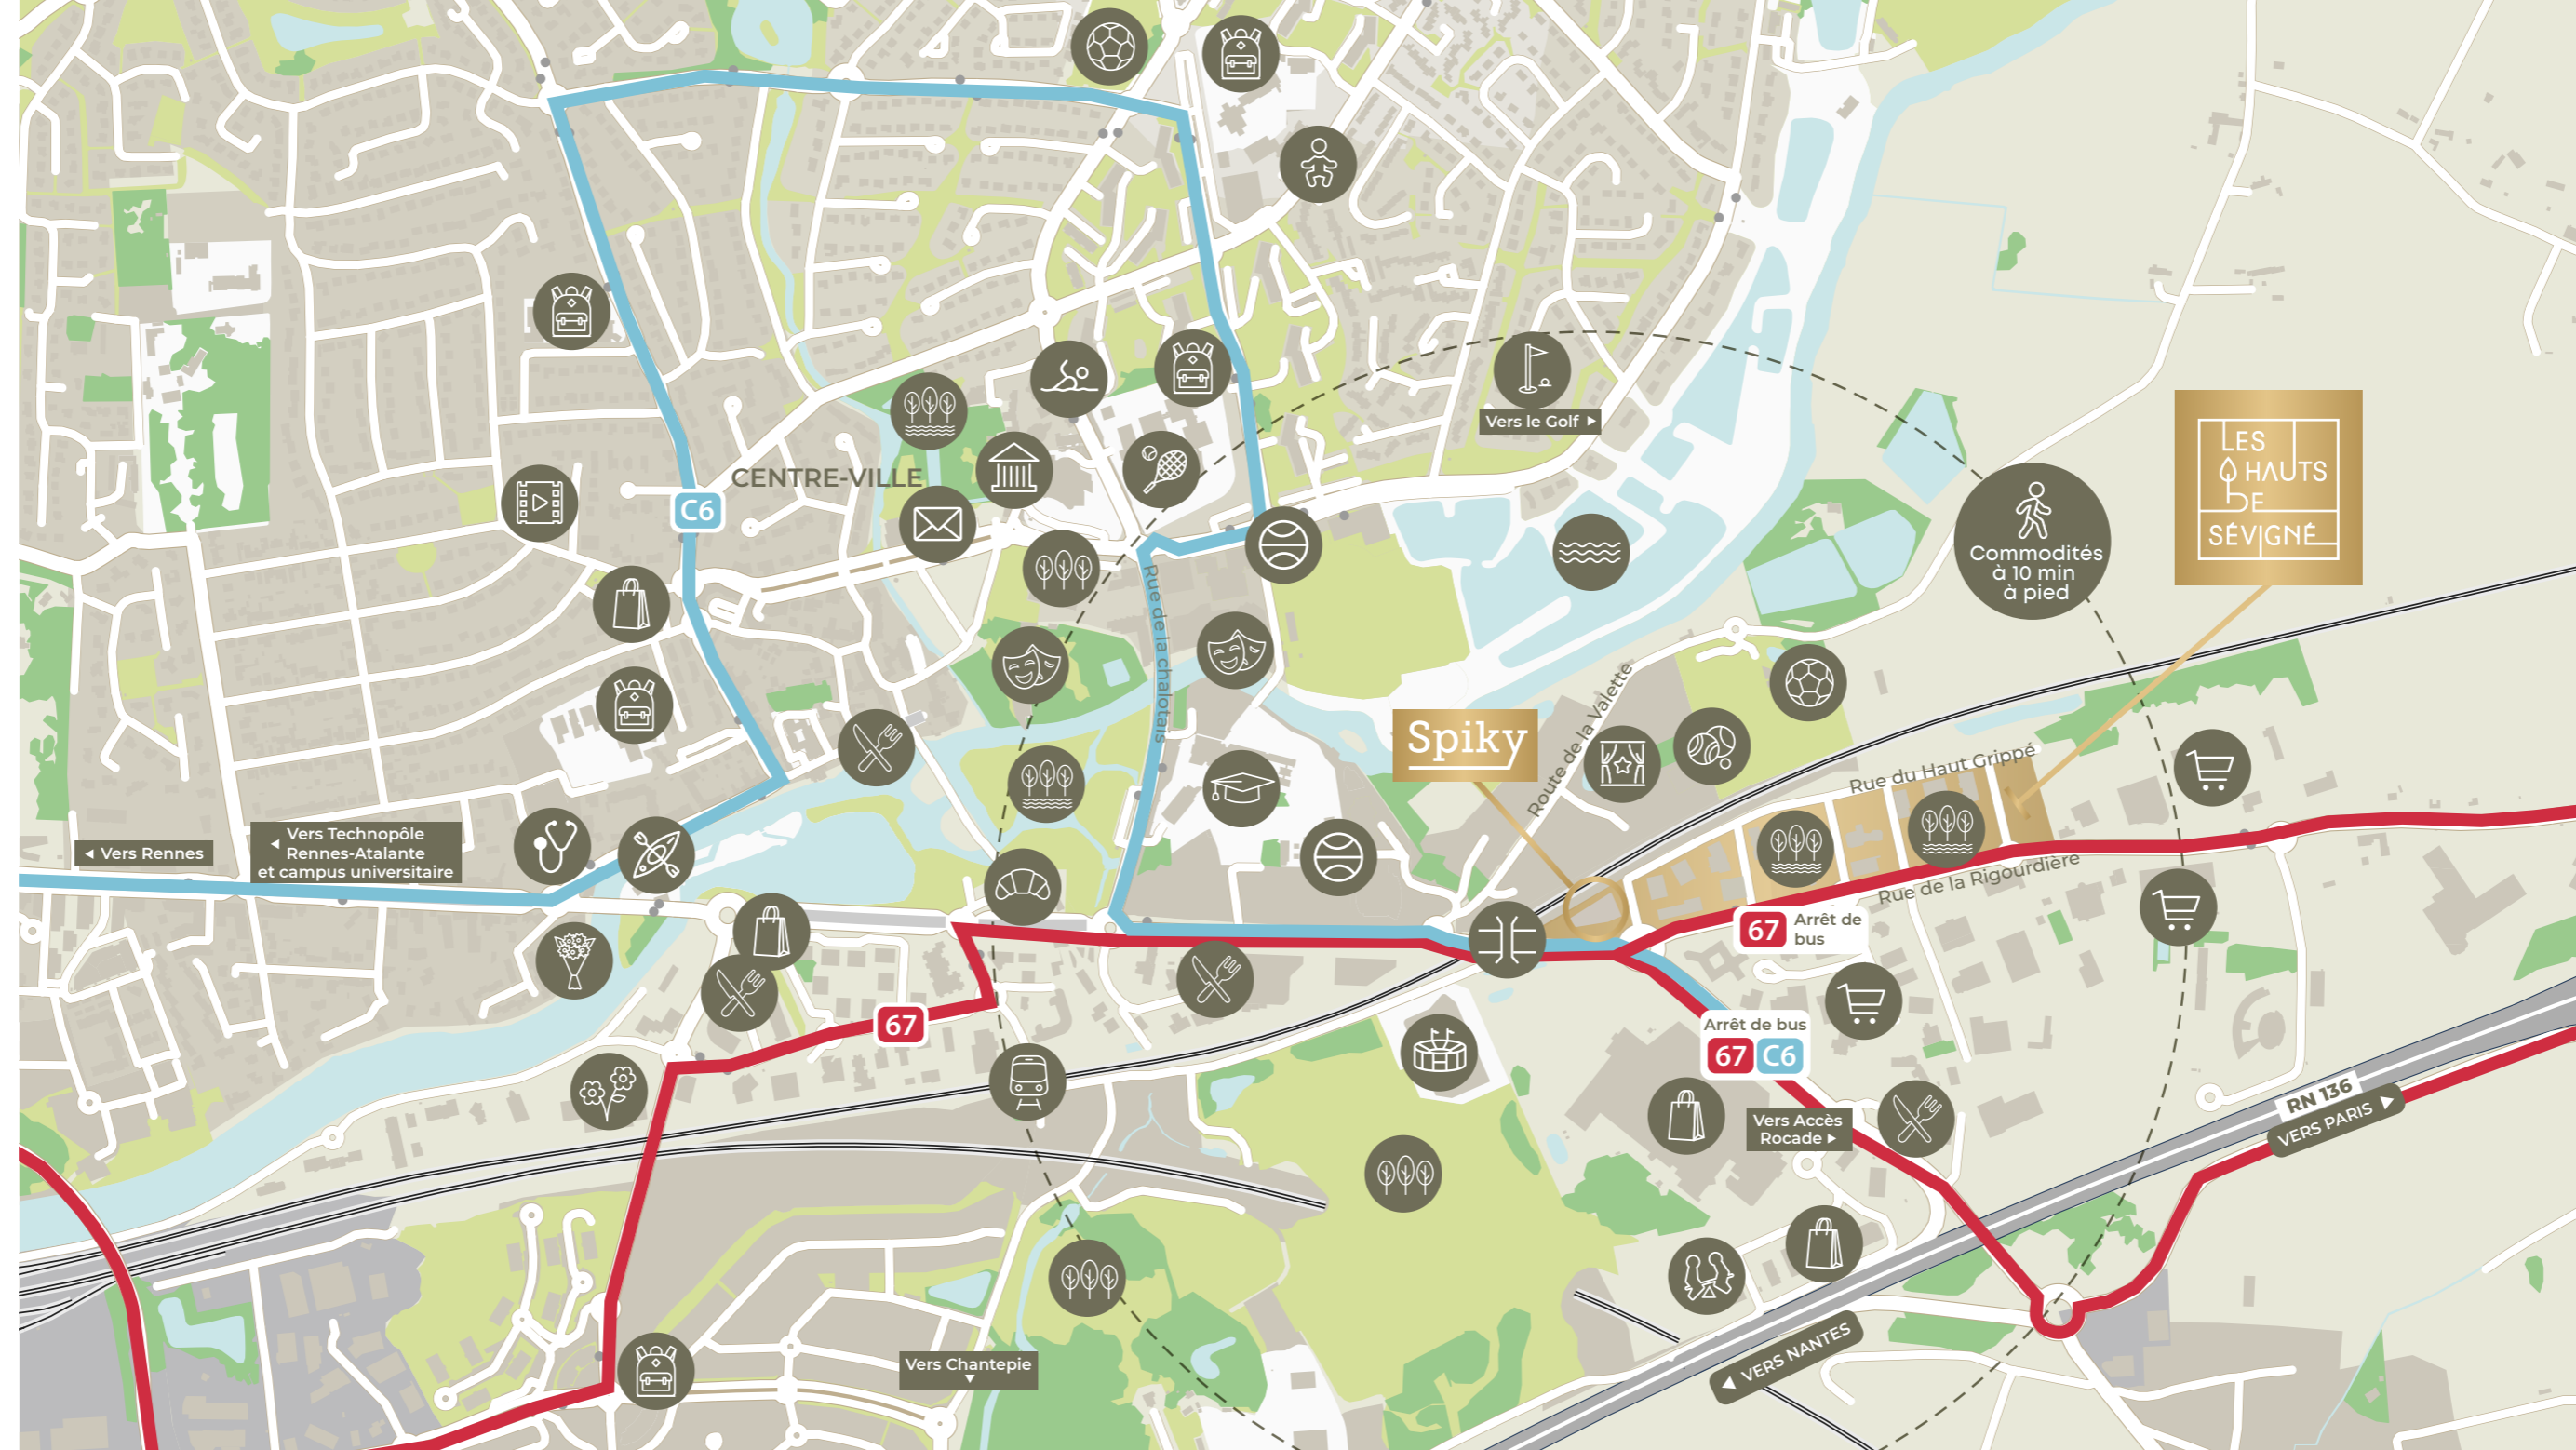 Vers le Golf
LES
HAUTS
DE
SÉVIGNÉ
CENTRE-VILLE
C6
Commodités
à 10 min
à pied
Rue de la chalotais
Route de la Valette
Spiky
Rue du Haut Grippé
Vers Rennes
Vers Technopôle
Rennes-Atalante
et campus universitaire
Rue de la Rigourdière
67 Arrêt de
bus
67
Arrêt de bus
67 C6
Vers Accès
Rocade
RN 136
VERS PARIS
VERS NANTES
Vers Chantepie